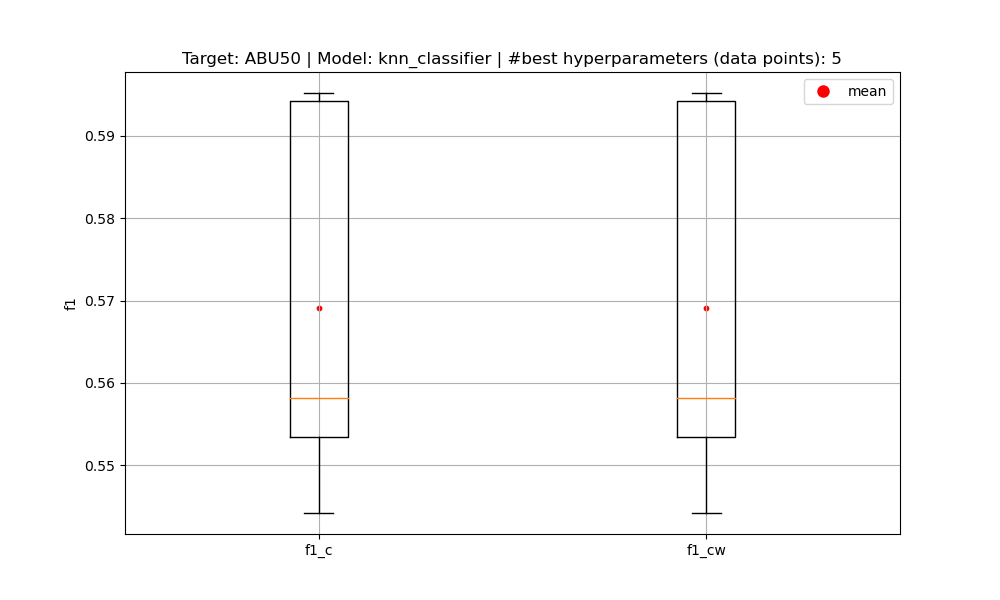 Target: ABU50 | Model: knn_classifier | #best hyperparameters (data points): 5
mean
0.59
0.58
0.57
0.56
0.55
f1
f1_c
f1_cw